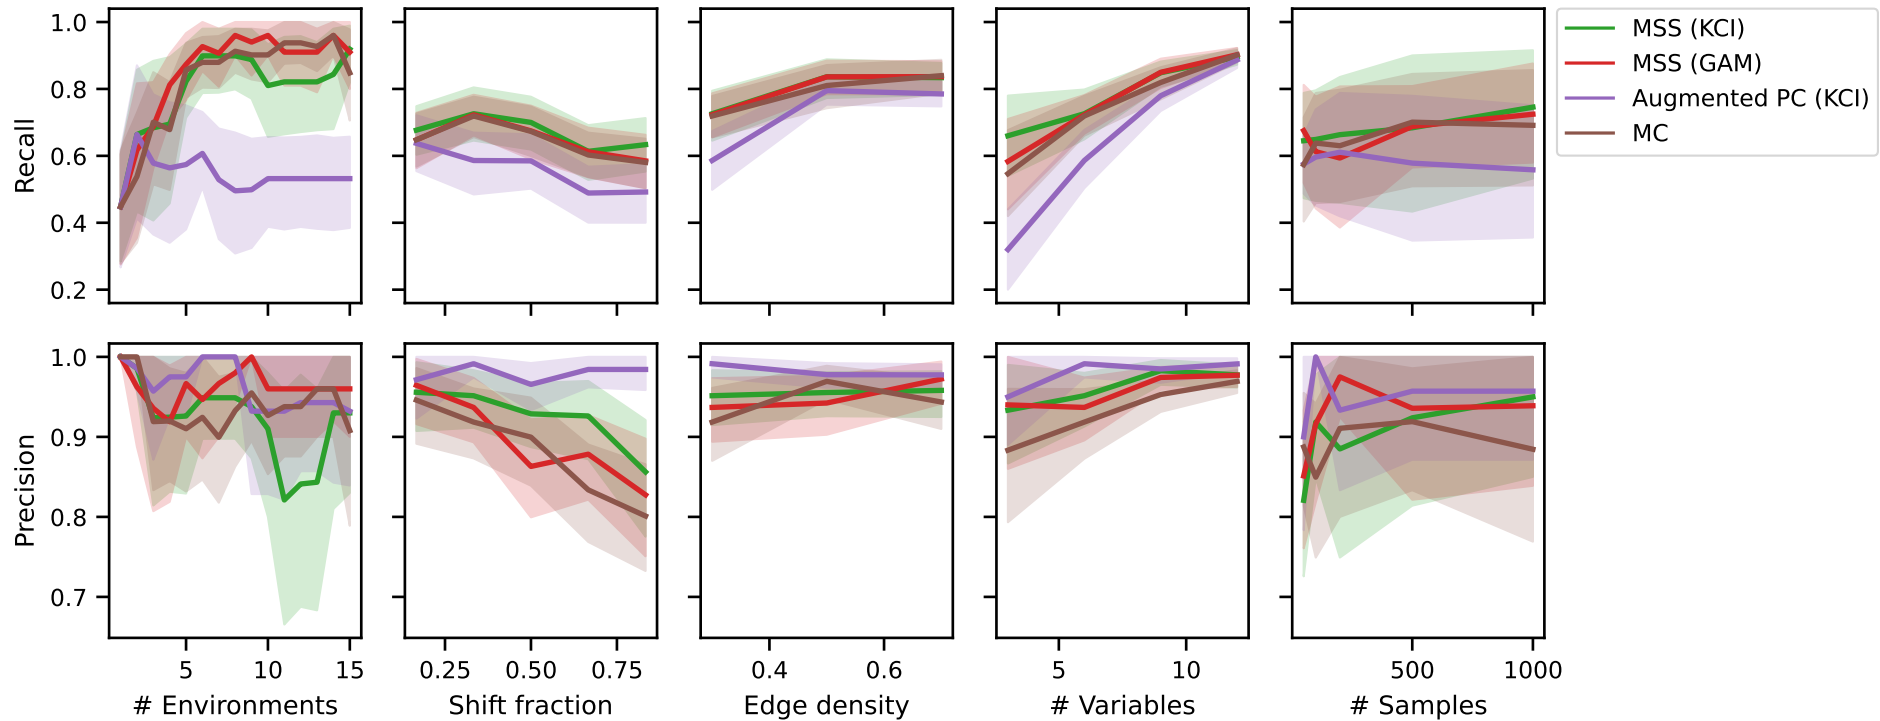 1.0
0.8
0.6
0.4
0.2
Recall
MSS (KCI)
MSS (GAM)
Augmented PC (KCI)
MC
1.0
0.9
0.8
0.7
Precision
5 10 15
# Environments
0.25 0.50 0.75
Shift fraction
0.4 0.6
Edge density
5 10
# Variables
500 1000
# Samples